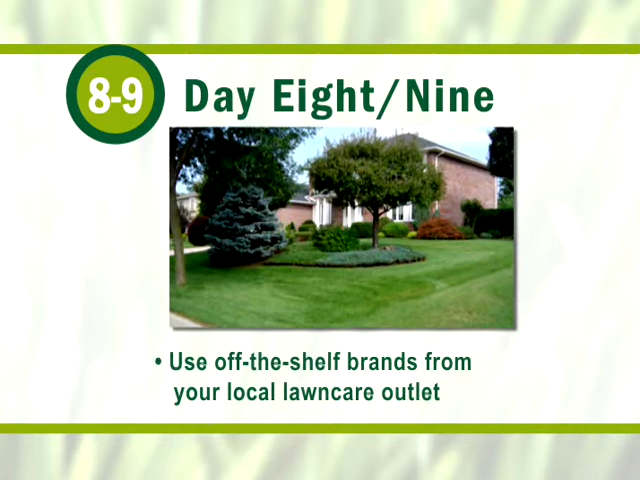 8-9
Day Eight/Nine
• Use off-the-shelf brands from
your local lawncare outlet